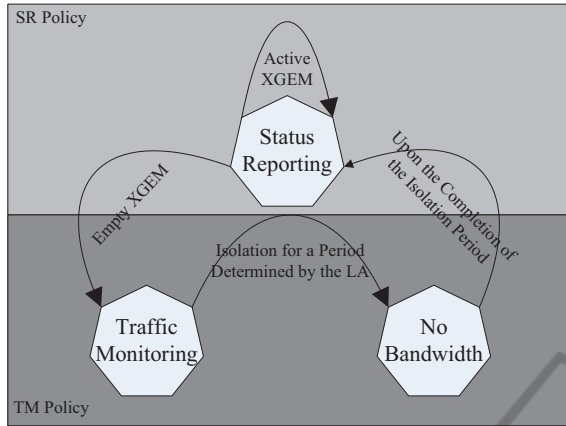 SR Policy
Active
XGEM
Status
Reporting
Empty XGEM
Upon the Completion of
the Isolation Period
Isolation for a Period
Determined by the LA
Traffic
Monitoring
No
Bandwidth
TM Policy